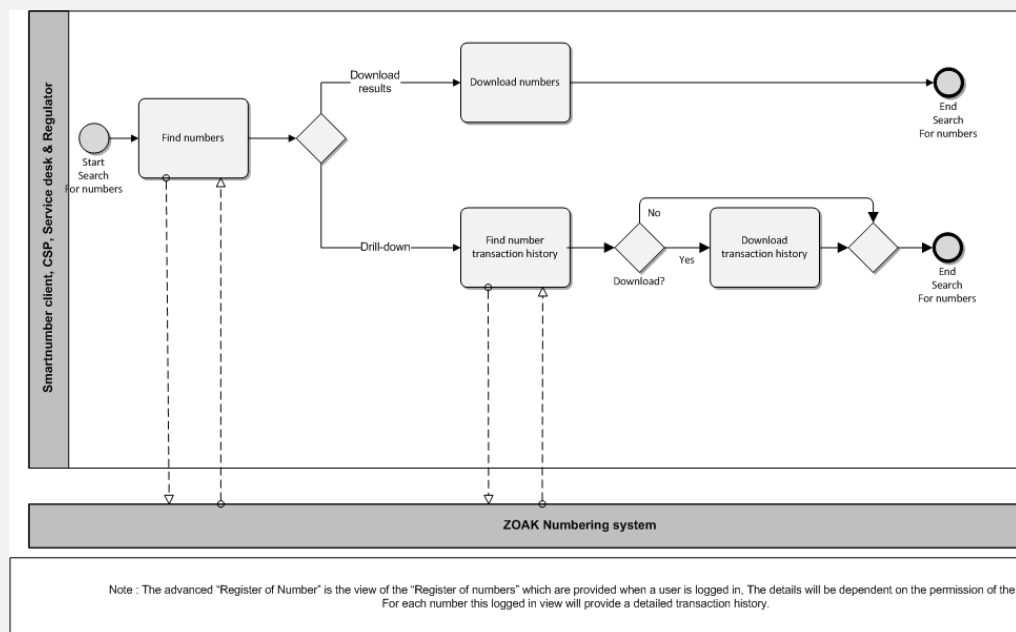 Smartnumber client, CSP, Service desk & Regulator
Start
Search
For numbers
Find numbers
Download
results
Download numbers
End
Search
For numbers
Drill-down
Find number
transaction history
Download?
No
Yes
Download
transaction history
End
Search
For numbers
ZOAK Numbering system
Note : The advanced “Register of Number” is the view of the “Register of numbers” which are provided when a user is logged in. The details will be dependent on the permission of the
For each number this logged in view will provide a detailed transaction history.